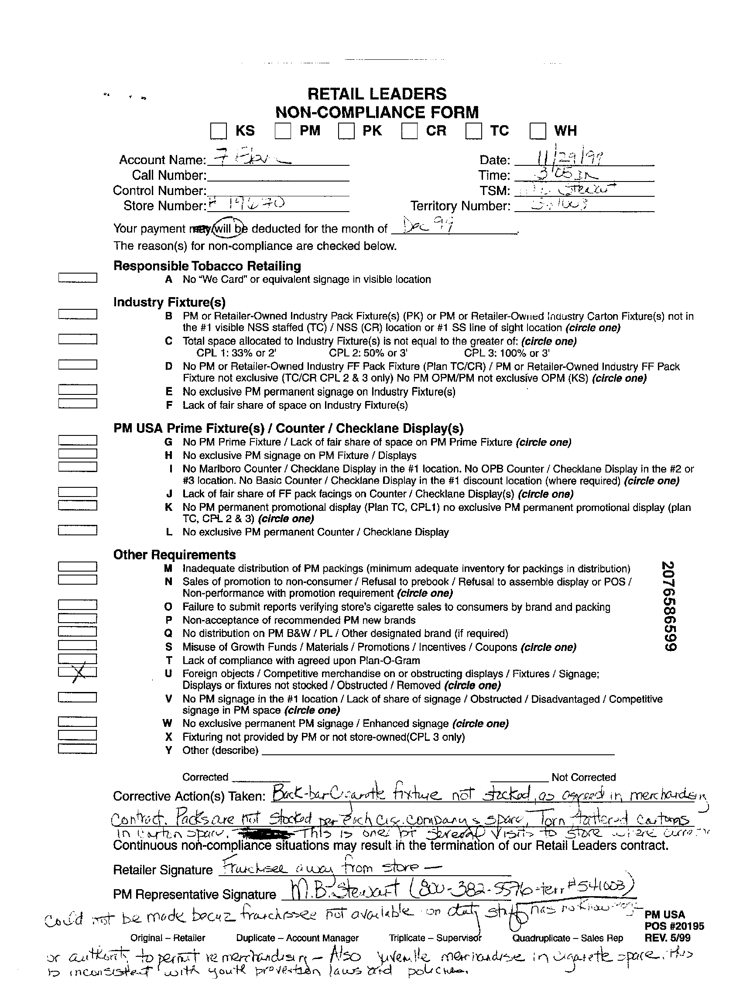 RETAIL LEADERS
NON-COMPLIANCE FORM
KS PM PK CR TC WH
Account Name: 7 Date: 11/29/99
Call Number: Time: 3:05
Control Number: TSM: Stewart
Store Number: # Territory Number:
Your payment may/will be deducted for the month of Dec 99
The reason(s) for non-compliance are checked below.
Responsible Tobacco Retailing
A No "We Card" or equivalent signage in visible location
Industry Fixture(s)
B PM or Retailer-Owned Industry Pack Fixture(s) (PK) or PM or Retailer-Owned Industry Carton Fixture(s) not in
the #1 visible NSS staffed (TC) / NSS (CR) location or #1 SS line of sight location (circle one)
C Total space allocated to Industry Fixture(s) is not equal to the greater of: (circle one)
CPL 1: 33% or 2' CPL 2: 50% or 3' CPL 3: 100% or 3'
D No PM or Retailer-Owned Industry FF Pack Fixture (Plan TC/CR) / PM or Retailer-Owned Industry FF Pack
Fixture not exclusive (TC/CR CPL 2 & 3 only) No PM OPM/PM not exclusive OPM (KS) (circle one)
E No exclusive PM permanent signage on Industry Fixture(s)
F Lack of fair share of space on Industry Fixture(s)
PM USA Prime Fixture(s) / Counter / Checklane Display(s)
G No PM Prime Fixture / Lack of fair share of space on PM Prime Fixture (circle one)
H No exclusive PM signage on PM Fixture / Displays
I No Marlboro Counter / Checklane Display in the #1 location. No OPB Counter / Checklane Display in the #2 or
#3 location. No Basic Counter / Checklane Display in the #1 discount location (where required) (circle one)
J Lack of fair share of FF pack facings on Counter / Checklane Display(s) (circle one)
K No PM permanent promotional display (Plan TC, CPL1) no exclusive PM permanent promotional display (plan
TC, CPL 2 & 3) (circle one)
L No exclusive PM permanent Counter / Checklane Display
Other Requirements
M Inadequate distribution of PM packings (minimum adequate inventory for packings in distribution)
N Sales of promotion to non-consumer / Refusal to prebook / Refusal to assemble display or POS /
Non-performance with promotion requirement (circle one)
O Failure to submit reports verifying store's cigarette sales to consumers by brand and packing
P Non-acceptance of recommended PM new brands
Q No distribution on PM B&W / PL / Other designated brand (if required)
S Misuse of Growth Funds / Materials / Promotions / Incentives / Coupons (circle one)
T Lack of compliance with agreed upon Plan-O-Gram
X U Foreign objects / Competitive merchandise on or obstructing displays / Fixtures / Signage;
Displays or fixtures not stocked / Obstructed / Removed (circle one)
V No PM signage in the #1 location / Lack of share of signage / Obstructed / Disadvantaged / Competitive
signage in PM space (circle one)
W No exclusive permanent PM signage / Enhanced signage (circle one)
X Fixturing not provided by PM or not store-owned(CPL 3 only)
Y Other (describe)
2076586599
Corrected Not Corrected
Corrective Action(s) Taken: Back-bar Cigarette fixture not stocked, as agreed in merchandisin
Contract. Packs are not stocked per each cig. company's space, Torn tattered cartons
in carton space. This is one of several visits to store where
Continuous non-compliance situations may result in the termination of our Retail Leaders contract.
Retailer Signature Franchisee away from store —
PM Representative Signature M.B. Stewart (800-382-5576-terr #541003)
Could not be made becuz franchisee not available on duty staff has no
PM USA
POS #20195
Original – Retailer Duplicate – Account Manager Triplicate – Supervisor Quadruplicate – Sales Rep REV. 5/99
or authority to permit remerchandising – Also juvenile merchandise in cigarette space. this
is inconsistent with youth prevention laws and policies.